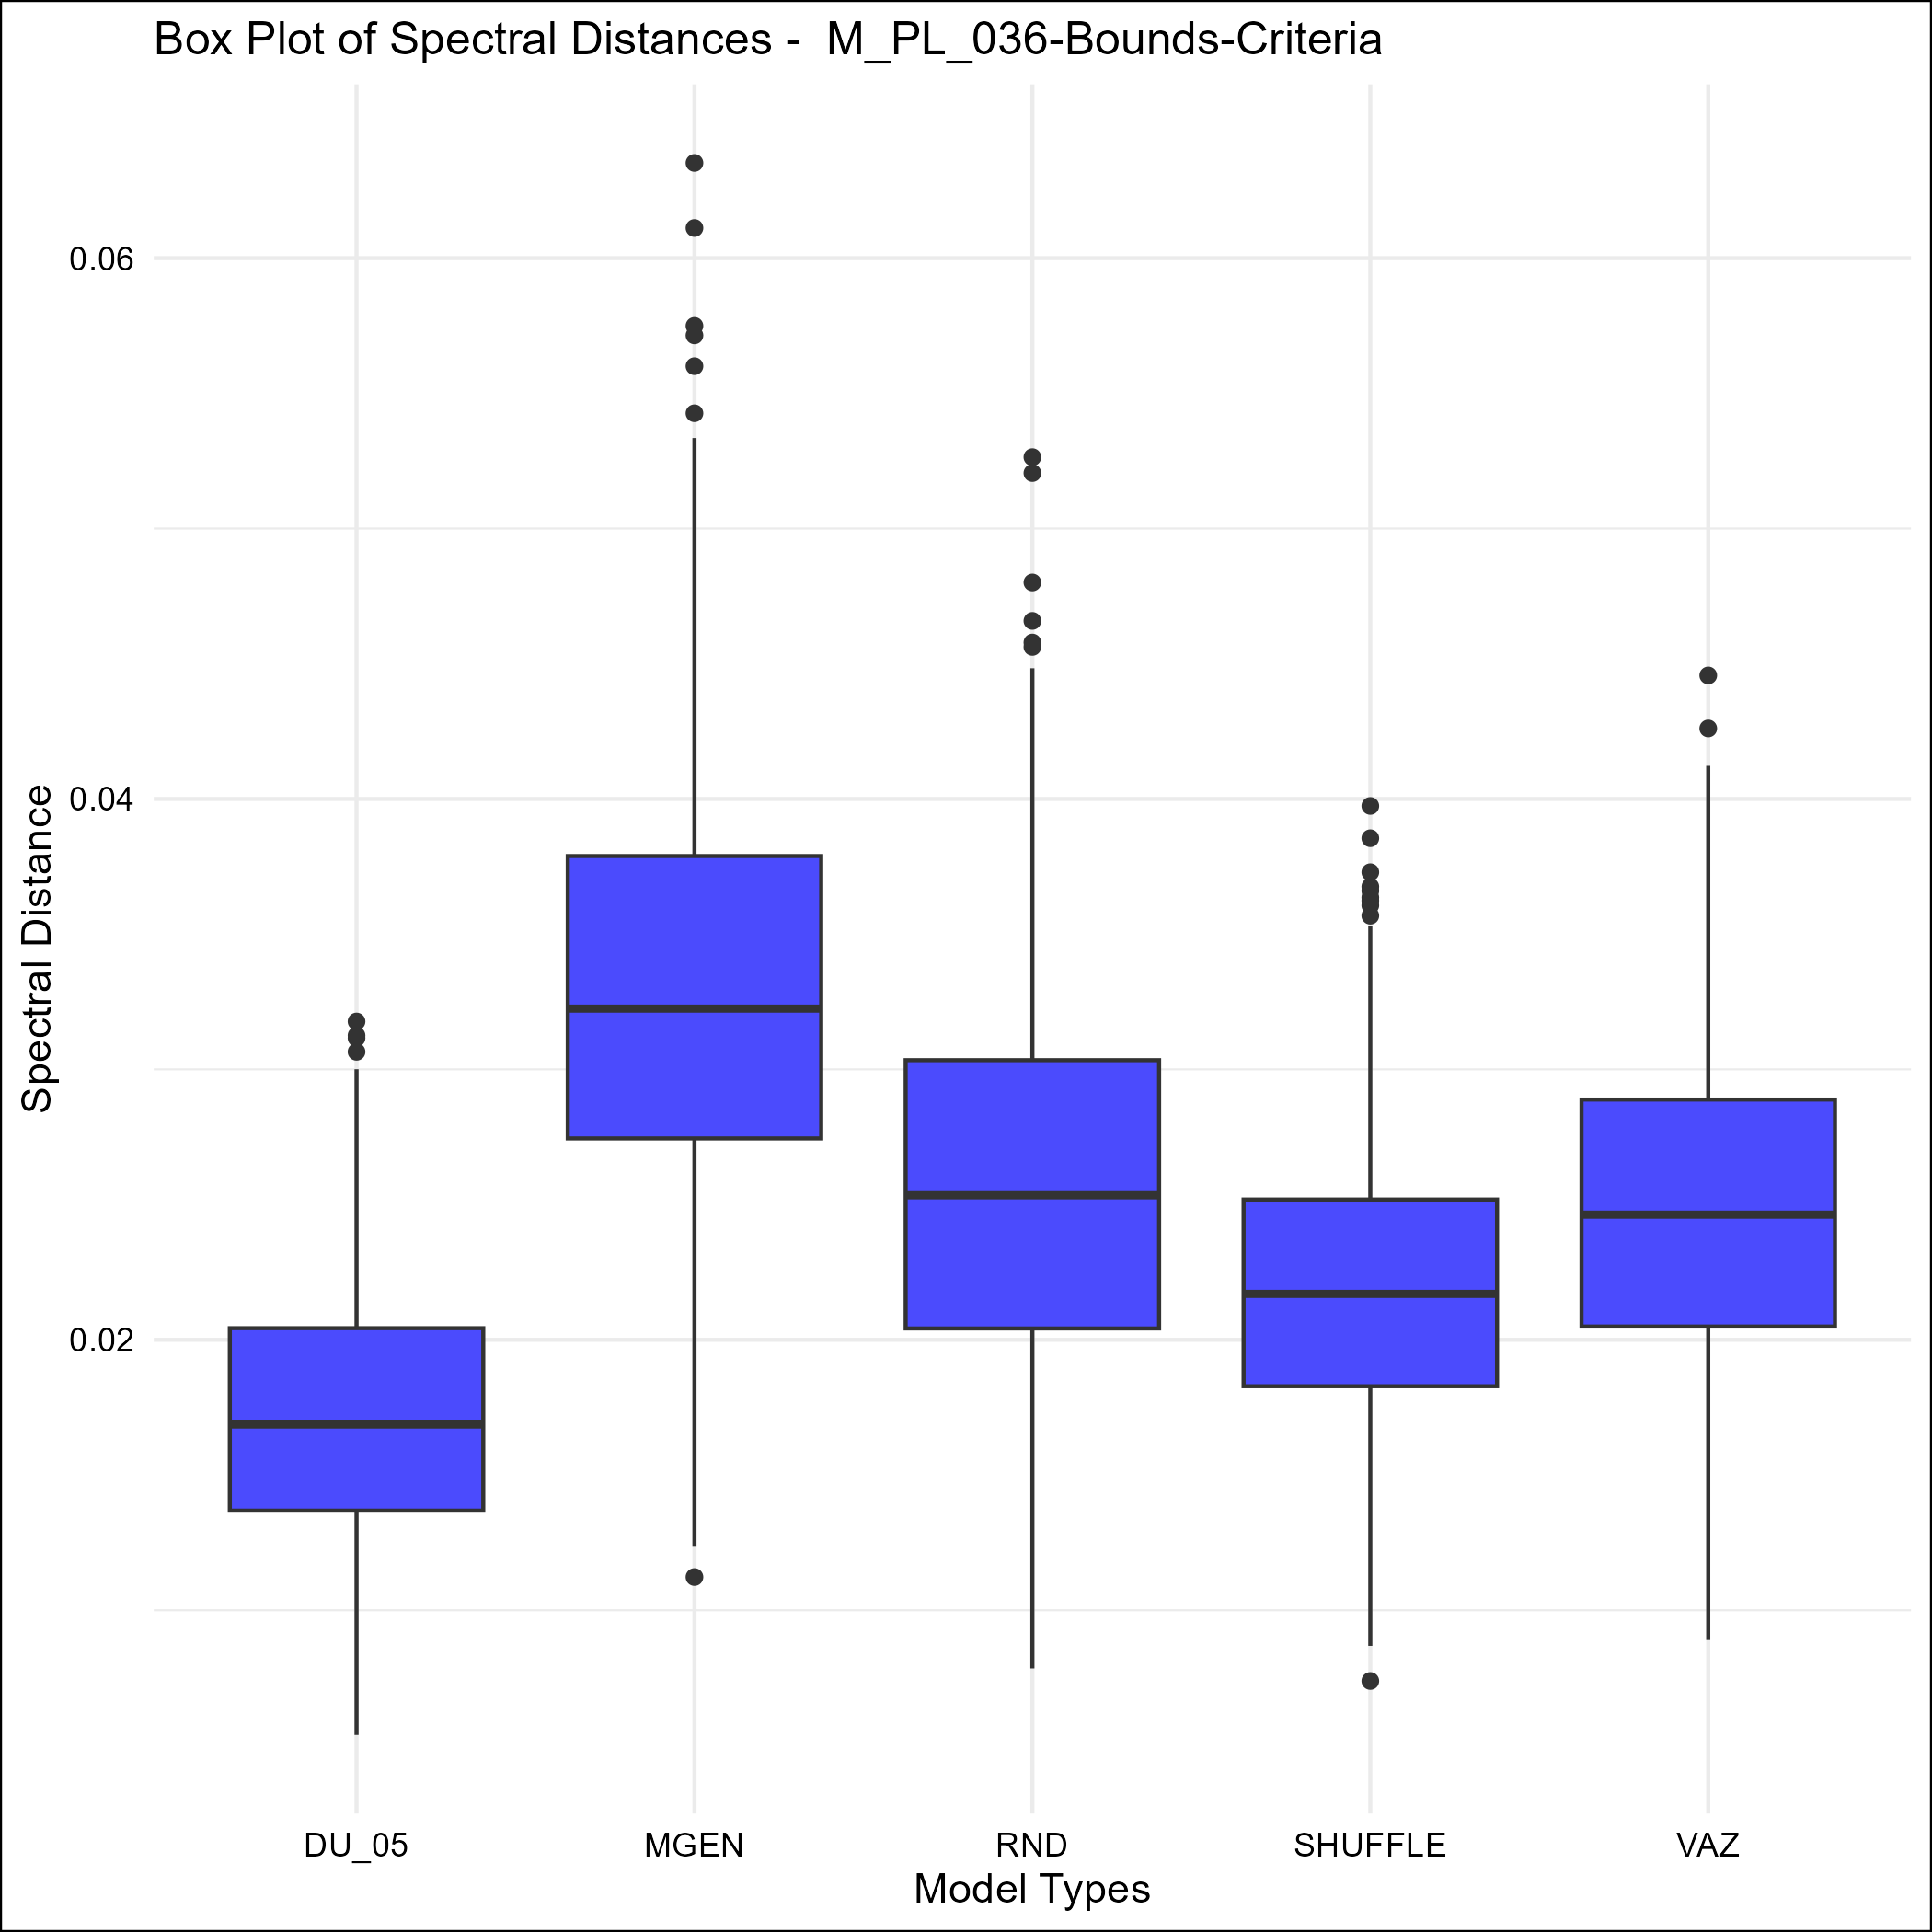 Box Plot of Spectral Distances -  M_PL_036-Bounds-Criteria
0.06
0.04
0.02
Spectral Distance
DU_05
MGEN
RND
SHUFFLE
VAZ
Model Types